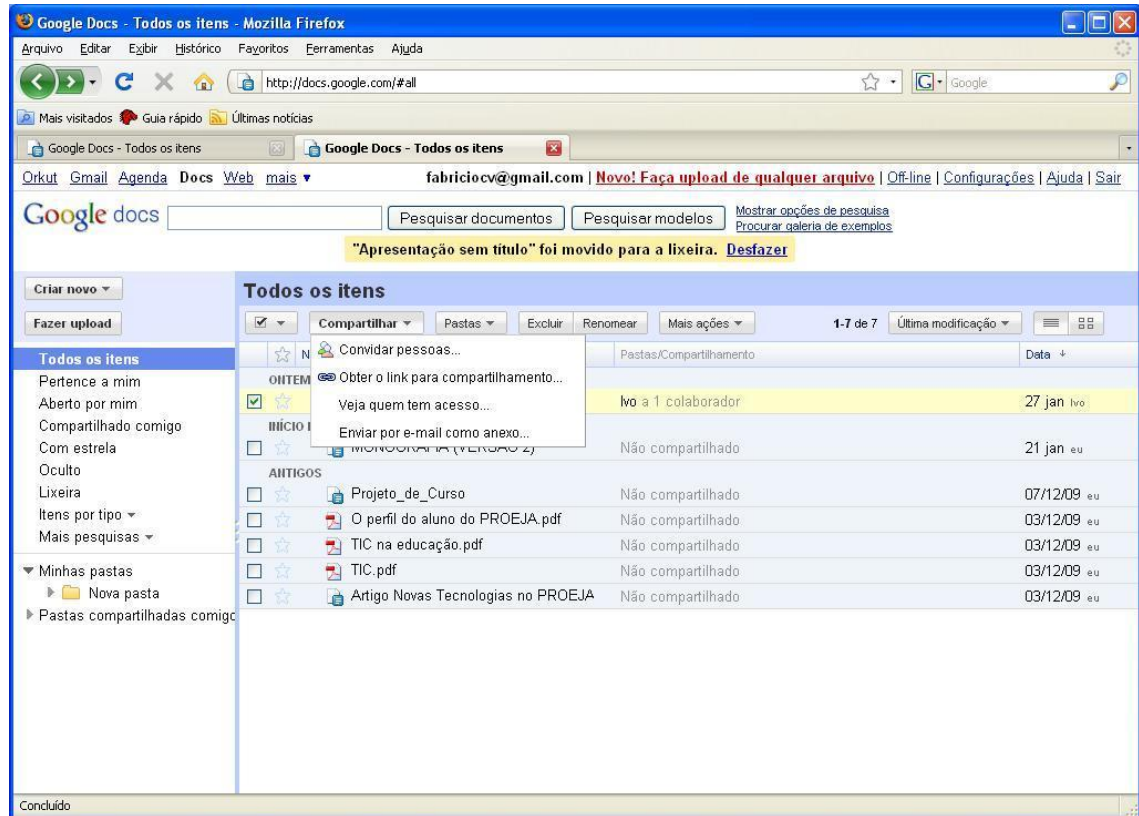 Google Docs - Todos os itens - Mozilla Firefox
Arquivo Editar Exibir Histórico Favoritos Ferramentas Ajuda
http://docs.google.com/#all G Google
Mais visitados Guia rápido Últimas notícias
Google Docs - Todos os itens Google Docs - Todos os itens
Orkut Gmail Agenda Docs Web mais ▼ fabriciocv@gmail.com | Novo! Faça upload de qualquer arquivo | Off-line | Configurações | Ajuda | Sair
Google docs Pesquisar documentos Pesquisar modelos Mostrar opções de pesquisa
Procurar galeria de exemplos
"Apresentação sem título" foi movido para a lixeira. Desfazer
Criar novo
Fazer upload
Todos os itens
Pertence a mim
Aberto por mim
Compartilhado comigo
Com estrela
Oculto
Lixeira
Itens por tipo
Mais pesquisas
Minhas pastas
Nova pasta
Pastas compartilhadas comigo
Todos os itens
Compartilhar Pastas Excluir Renomear Mais ações 1-7 de 7 Última modificação
N Pastas/Compartilhamento Data
Convidar pessoas...
Obter o link para compartilhamento...
Veja quem tem acesso...
Enviar por e-mail como anexo...
ONTEM
Ivo a 1 colaborador 27 jan Ivo
INÍCIO
MONOGRAFIA (VERSÃO 2) Não compartilhado 21 jan eu
ANTIGOS
Projeto_de_Curso Não compartilhado 07/12/09 eu
O perfil do aluno do PROEJA.pdf Não compartilhado 03/12/09 eu
TIC na educação.pdf Não compartilhado 03/12/09 eu
TIC.pdf Não compartilhado 03/12/09 eu
Artigo Novas Tecnologias no PROEJA Não compartilhado 03/12/09 eu
Concluído